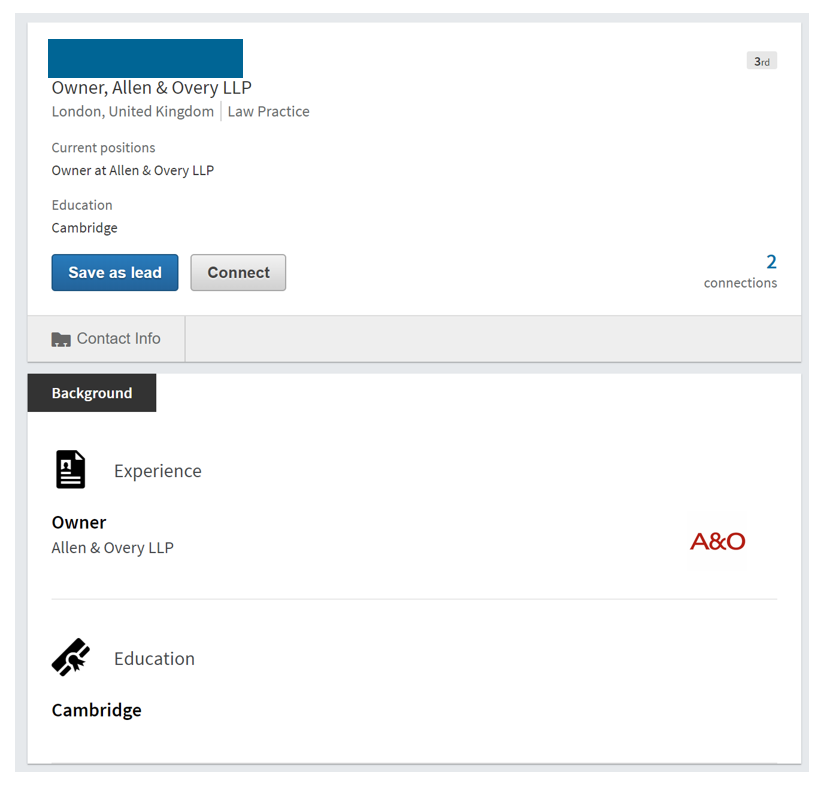 3rd
Owner, Allen & Overy LLP
London, United Kingdom | Law Practice
Current positions
Owner at Allen & Overy LLP
Education
Cambridge
Save as lead
Connect
2
connections
Contact Info
Background
Experience
Owner
Allen & Overy LLP
A&O
Education
Cambridge